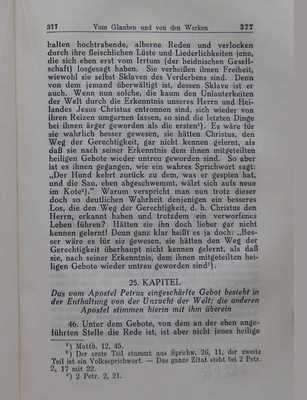 377 Vom Glauben und von den Werken 377
halten hochtrabende, alberne Reden und verlocken
durch ihre fleischlichen Lüste und Liederlichkeiten jene,
die sich eben erst vom Irrtum (der heidnischen Gesell-
schaft) losgesagt haben. Sie verheißen ihnen Freiheit,
wiewohl sie selbst Sklaven des Verderbens sind. Denn
von dem jemand überwältigt ist, dessen Sklave ist er
auch. Wenn nun solche, die kaum den Unlauterkeiten
der Welt durch die Erkenntnis unseres Herrn und Hei-
landes Jesus Christus entronnen sind, sich wieder von
ihren Reizen umgarnen lassen, so sind die letzten Dinge
bei ihnen ärger geworden als die ersten¹). Es wäre für
sie wahrlich besser gewesen, sie hätten Christus, den
Weg der Gerechtigkeit, gar nicht kennen gelernt, als
daß sie nach seiner Erkenntnis dem ihnen mitgeteilten
heiligen Gebote wieder untreu geworden sind. So aber
ist es ihnen gegangen, wie ein wahres Sprichwort sagt:
„Der Hund kehrt zurück zu dem, was er gespien hat,
und die Sau, eben abgeschwemmt, wälzt sich aufs neue
im Kote²).“ Warum verspricht man nun trotz dieser
doch so deutlichen Wahrheit denjenigen ein besseres
Los, die den Weg der Gerechtigkeit, d. h. Christus den
Herrn, erkannt haben und trotzdem ein verworfenes
Leben führen? Hätten sie ihn doch lieber gar nicht
kennen gelernt! Denn ganz klar heißt es ja doch: „Bes-
ser wäre es für sie gewesen, sie hätten den Weg der
Gerechtigkeit überhaupt nicht kennen gelernt, als daß
sie, nach seiner Erkenntnis, dem ihnen mitgeteilten hei-
ligen Gebote wieder untreu geworden sind³).
25. KAPITEL
Das vom Apostel Petrus eingeschärfte Gebot besteht in
der Enthaltung von der Unzucht der Welt; die anderen
Apostel stimmen hierin mit ihm überein
46. Unter dem Gebote, von dem an der eben ange-
führten Stelle die Rede ist, ist aber nicht jenes heilige
¹) Matth. 12, 45.
²) Der erste Teil stammt aus Sprichw. 26, 11, der zweite
Teil ist ein Volkssprichwort. — Das ganze Zitat steht bei 2 Petr.
2, 17 mit 22.
³) 2 Petr. 2, 21.